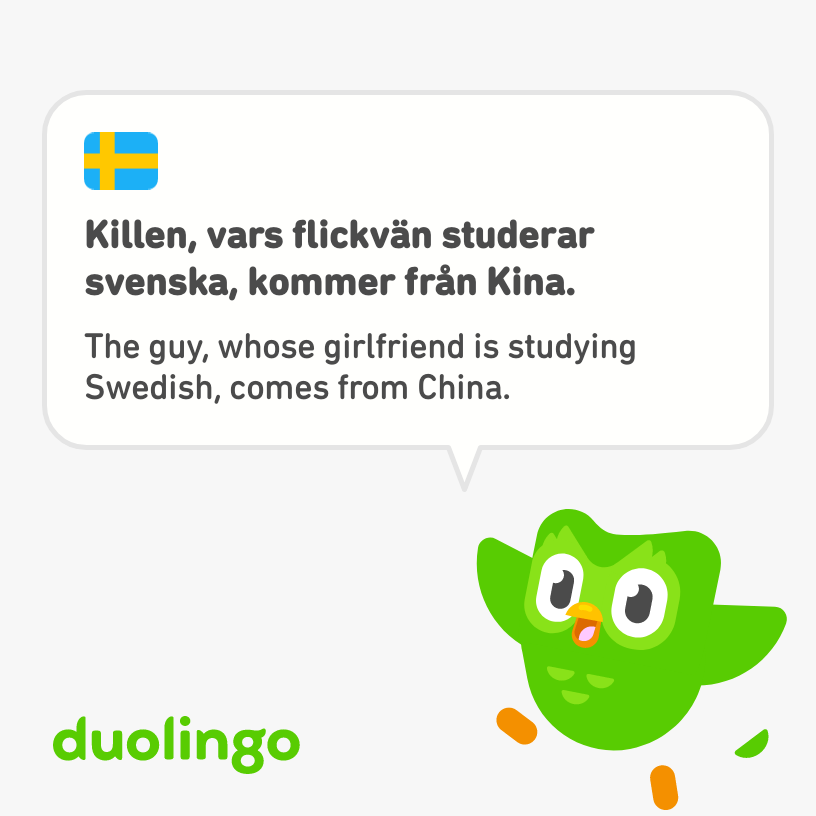 Killen, vars flickvän studerar
svenska, kommer från Kina.
The guy, whose girlfriend is studying
Swedish, comes from China.
duolingo